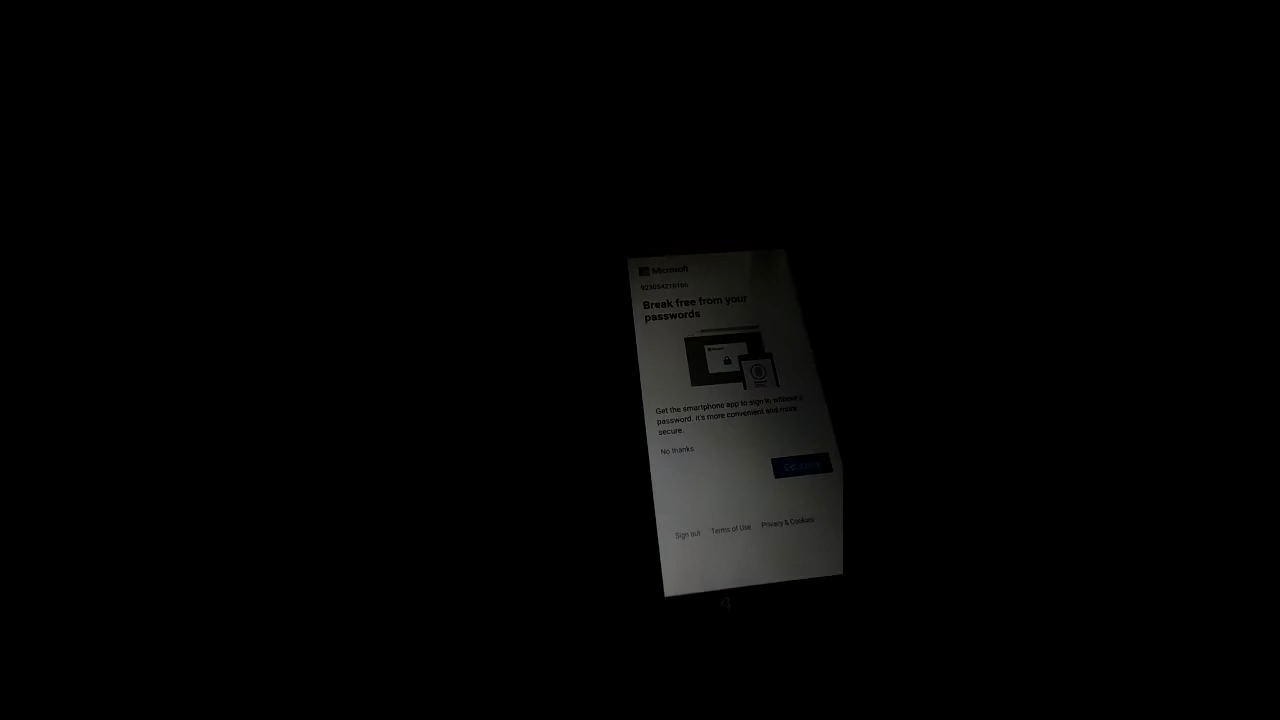 Microsoft
Break free from your
passwords
Get the smartphone app to sign in without a
password. It's more convenient and more
secure.
No thanks
Sign out Terms of Use Privacy & Cookies